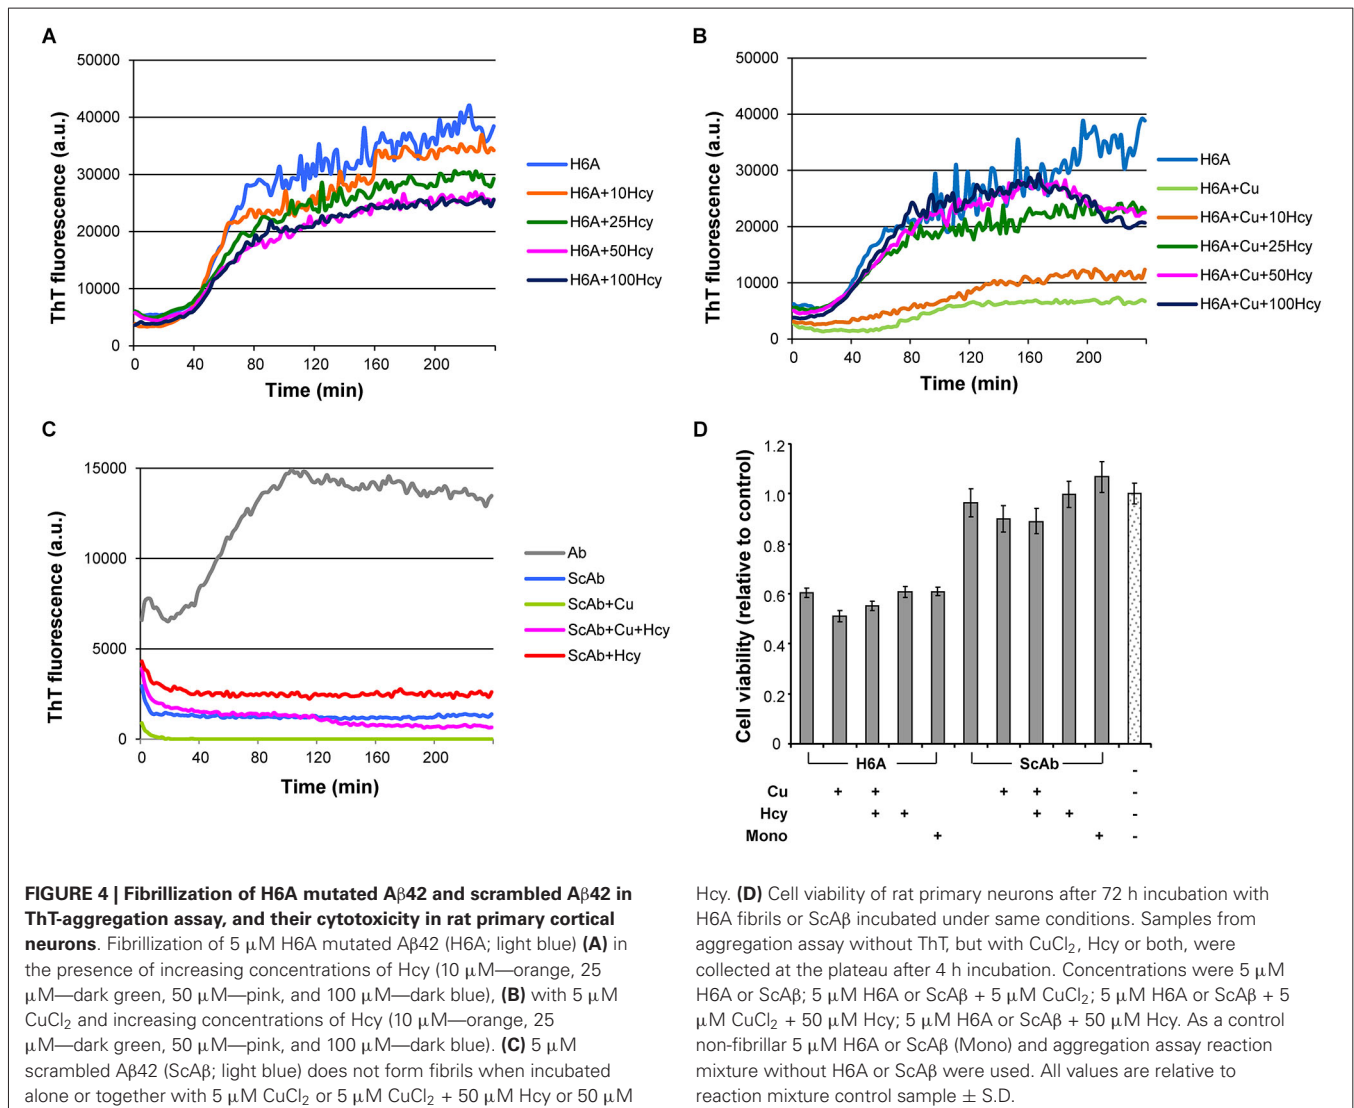 A
ThT fluorescence (a.u.)
50000
40000
30000
20000
10000
0
0 40 80 120 160 200
Time (min)
H6A
H6A+10Hcy
H6A+25Hcy
H6A+50Hcy
H6A+100Hcy
B
ThT fluorescence (a.u.)
50000
40000
30000
20000
10000
0
0 40 80 120 160 200
Time (min)
H6A
H6A+Cu
H6A+Cu+10Hcy
H6A+Cu+25Hcy
H6A+Cu+50Hcy
H6A+Cu+100Hcy
C
ThT fluorescence (a.u.)
15000
10000
5000
0
0 40 80 120 160 200
Time (min)
Ab
ScAb
ScAb+Cu
ScAb+Cu+Hcy
ScAb+Hcy
D
Cell viability (relative to control)
1.2
1.0
0.8
0.6
0.4
0.2
0
H6A ScAb -
Cu + + + + -
Hcy + + + + -
Mono + + -
FIGURE 4 | Fibrillization of H6A mutated Aβ42 and scrambled Aβ42 in
ThT-aggregation assay, and their cytotoxicity in rat primary cortical
neurons. Fibrillization of 5 μM H6A mutated Aβ42 (H6A; light blue) (A) in
the presence of increasing concentrations of Hcy (10 μM—orange, 25
μM—dark green, 50 μM—pink, and 100 μM—dark blue), (B) with 5 μM
CuCl₂ and increasing concentrations of Hcy (10 μM—orange, 25
μM—dark green, 50 μM—pink, and 100 μM—dark blue). (C) 5 μM
scrambled Aβ42 (ScAβ; light blue) does not form fibrils when incubated
alone or together with 5 μM CuCl₂ or 5 μM CuCl₂ + 50 μM Hcy or 50 μM
Hcy. (D) Cell viability of rat primary neurons after 72 h incubation with
H6A fibrils or ScAβ incubated under same conditions. Samples from
aggregation assay without ThT, but with CuCl₂, Hcy or both, were
collected at the plateau after 4 h incubation. Concentrations were 5 μM
H6A or ScAβ; 5 μM H6A or ScAβ + 5 μM CuCl₂; 5 μM H6A or ScAβ + 5
μM CuCl₂ + 50 μM Hcy; 5 μM H6A or ScAβ + 50 μM Hcy. As a control
non-fibrillar 5 μM H6A or ScAβ (Mono) and aggregation assay reaction
mixture without H6A or ScAβ were used. All values are relative to
reaction mixture control sample ± S.D.